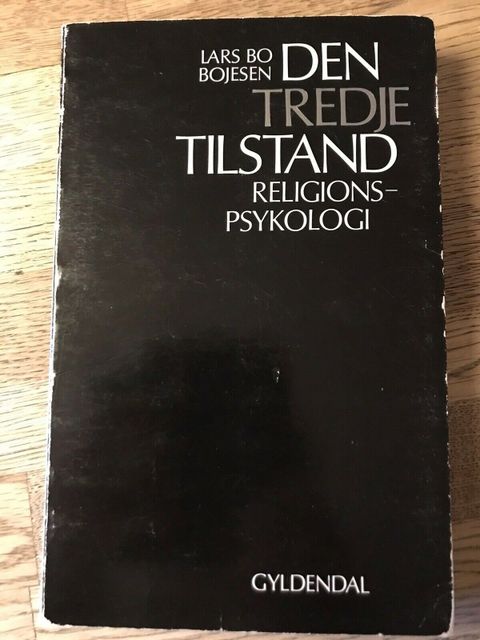 LARS BO DEN
BOJESEN
TREDJE
TILSTAND
RELIGIONS–
PSYKOLOGI
GYLDENDAL